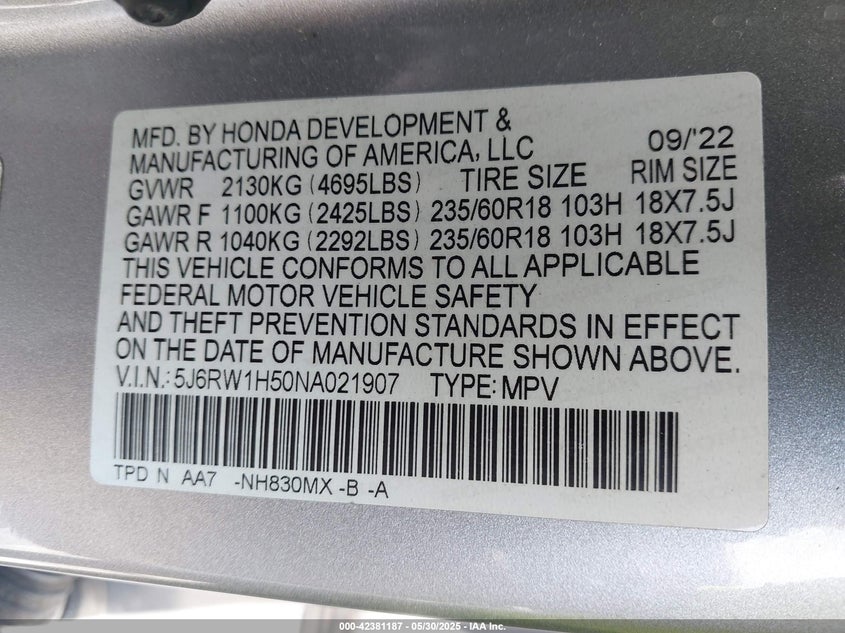 MFD. BY HONDA DEVELOPMENT &
MANUFACTURING OF AMERICA, LLC 09/'22
GVWR 2130KG (4695LBS) TIRE SIZE RIM SIZE
GAWR F 1100KG (2425LBS) 235/60R18 103H 18X7.5J
GAWR R 1040KG (2292LBS) 235/60R18 103H 18X7.5J
THIS VEHICLE CONFORMS TO ALL APPLICABLE
FEDERAL MOTOR VEHICLE SAFETY
AND THEFT PREVENTION STANDARDS IN EFFECT
ON THE DATE OF MANUFACTURE SHOWN ABOVE.
V.I.N.: 5J6RW1H50NA021907 TYPE: MPV
TPD N AA7 -NH830MX -B -A
000-42381187 - 05/30/2025 - IAA Inc.